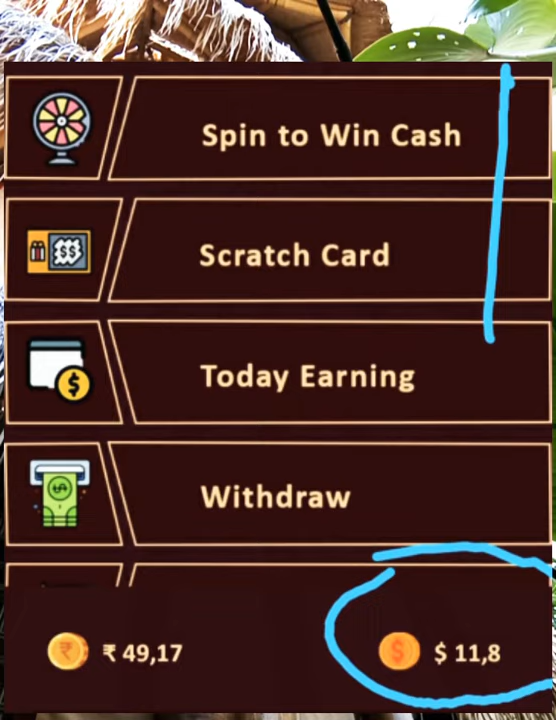 Spin to Win Cash
Scratch Card
Today Earning
Withdraw
₹ 49,17 $ 11,8